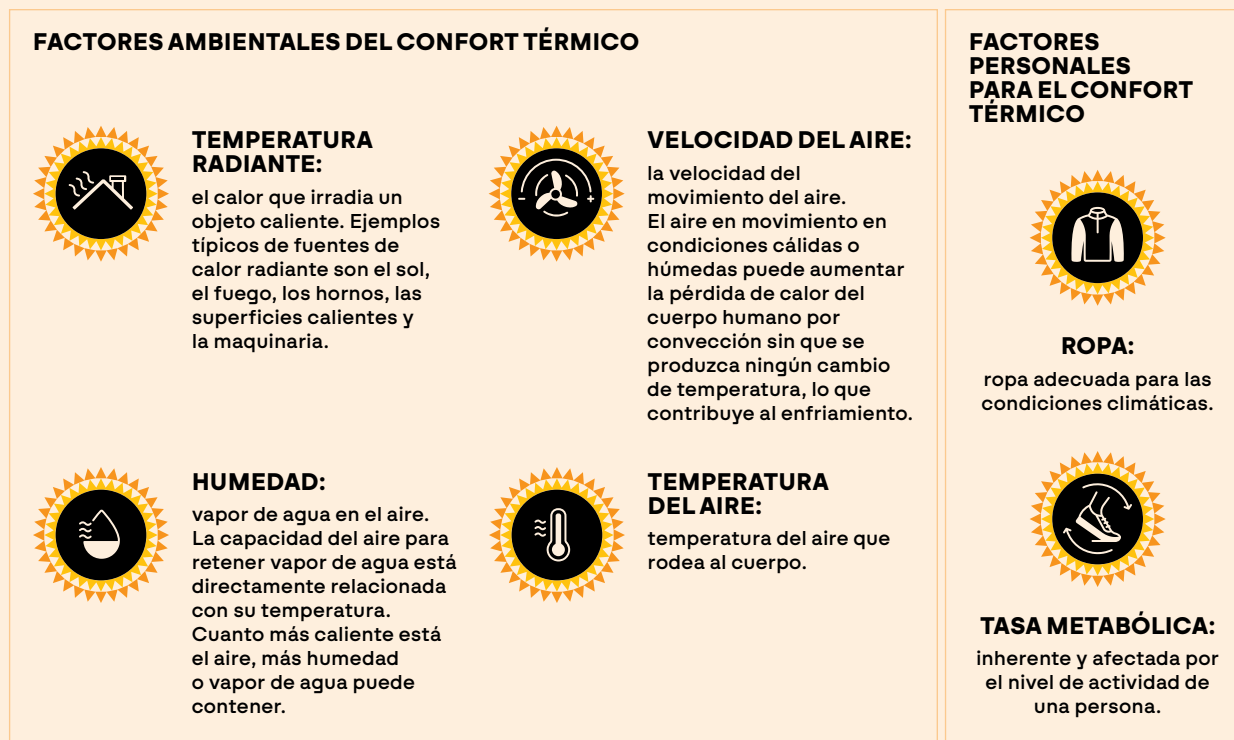 FACTORES AMBIENTALES DEL CONFORT TÉRMICO
TEMPERATURA
RADIANTE:
el calor que irradia un
objeto caliente. Ejemplos
típicos de fuentes de
calor radiante son el sol,
el fuego, los hornos, las
superficies calientes y
la maquinaria.
VELOCIDAD DEL AIRE:
la velocidad del
movimiento del aire.
El aire en movimiento en
condiciones cálidas o
húmedas puede aumentar
la pérdida de calor del
cuerpo humano por
convección sin que se
produzca ningún cambio
de temperatura, lo que
contribuye al enfriamiento.
HUMEDAD:
vapor de agua en el aire.
La capacidad del aire para
retener vapor de agua está
directamente relacionada
con su temperatura.
Cuanto más caliente está
el aire, más humedad
o vapor de agua puede
contener.
TEMPERATURA
DEL AIRE:
temperatura del aire que
rodea al cuerpo.
FACTORES
PERSONALES
PARA EL CONFORT
TÉRMICO
ROPA:
ropa adecuada para las
condiciones climáticas.
TASA METABÓLICA:
inherente y afectada por
el nivel de actividad de
una persona.